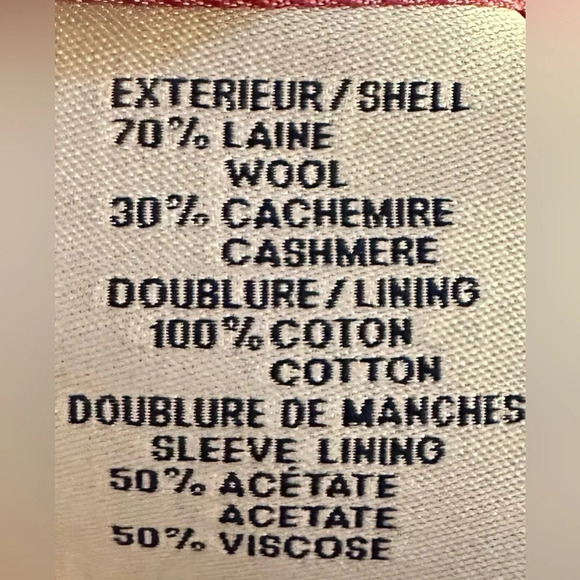 EXTERIEUR/SHELL
70% LAINE
WOOL
30% CACHEMIRE
CASHMERE
DOUBLURE/LINING
100% COTON
COTTON
DOUBLURE DE MANCHES
SLEEVE LINING
50% ACÉTATE
ACETATE
50% VISCOSE